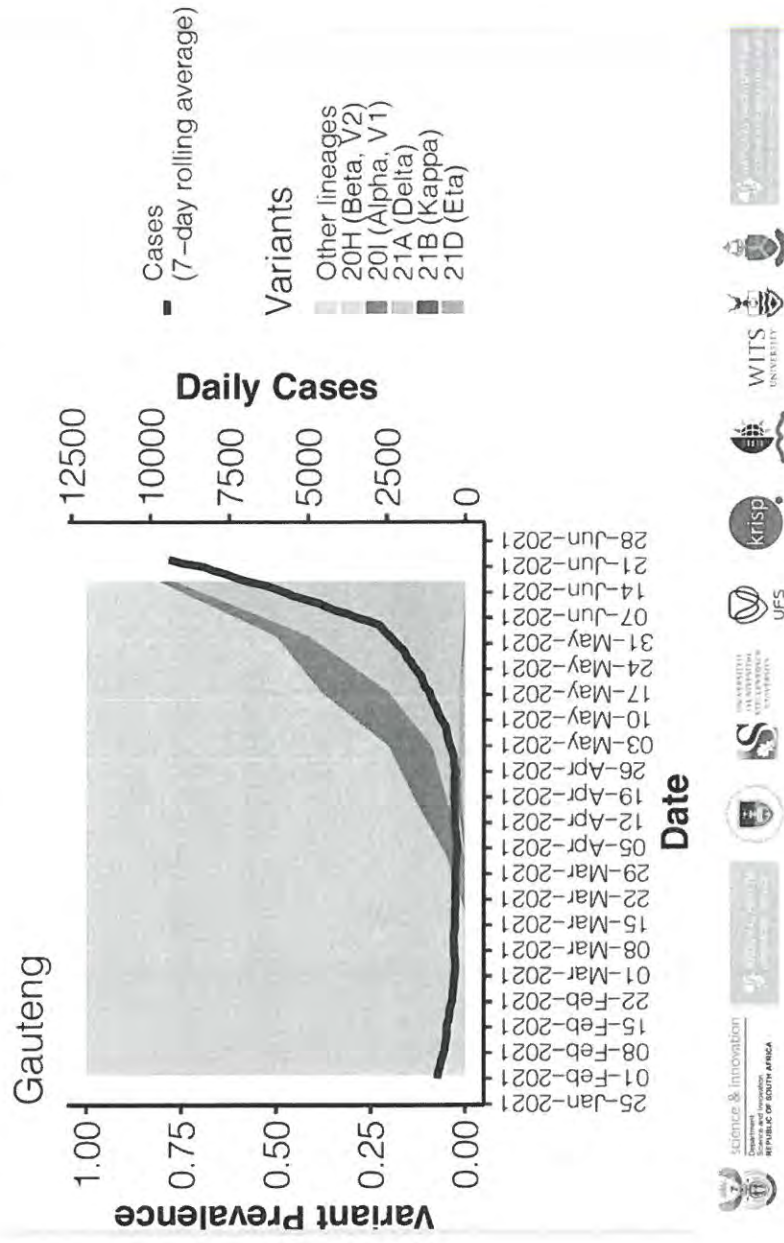 Gauteng
Variant Prevalence
1.00
0.75
0.50
0.25
0.00
25-Jan-2021
01-Feb-2021
08-Feb-2021
15-Feb-2021
22-Feb-2021
01-Mar-2021
08-Mar-2021
15-Mar-2021
22-Mar-2021
29-Mar-2021
05-Apr-2021
12-Apr-2021
19-Apr-2021
26-Apr-2021
03-May-2021
10-May-2021
17-May-2021
24-May-2021
31-May-2021
07-Jun-2021
14-Jun-2021
21-Jun-2021
28-Jun-2021
Date
12500
10000
7500
5000
2500
0
Daily Cases
Cases
(7-day rolling average)
Variants
Other lineages
20H (Beta, V2)
20I (Alpha, V1)
21A (Delta)
21B (Kappa)
21D (Eta)
science & innovation
Department:
Science and Innovation
REPUBLIC OF SOUTH AFRICA
UNIVERSITY
UFS
krisp
WITS
UNIVERSITY